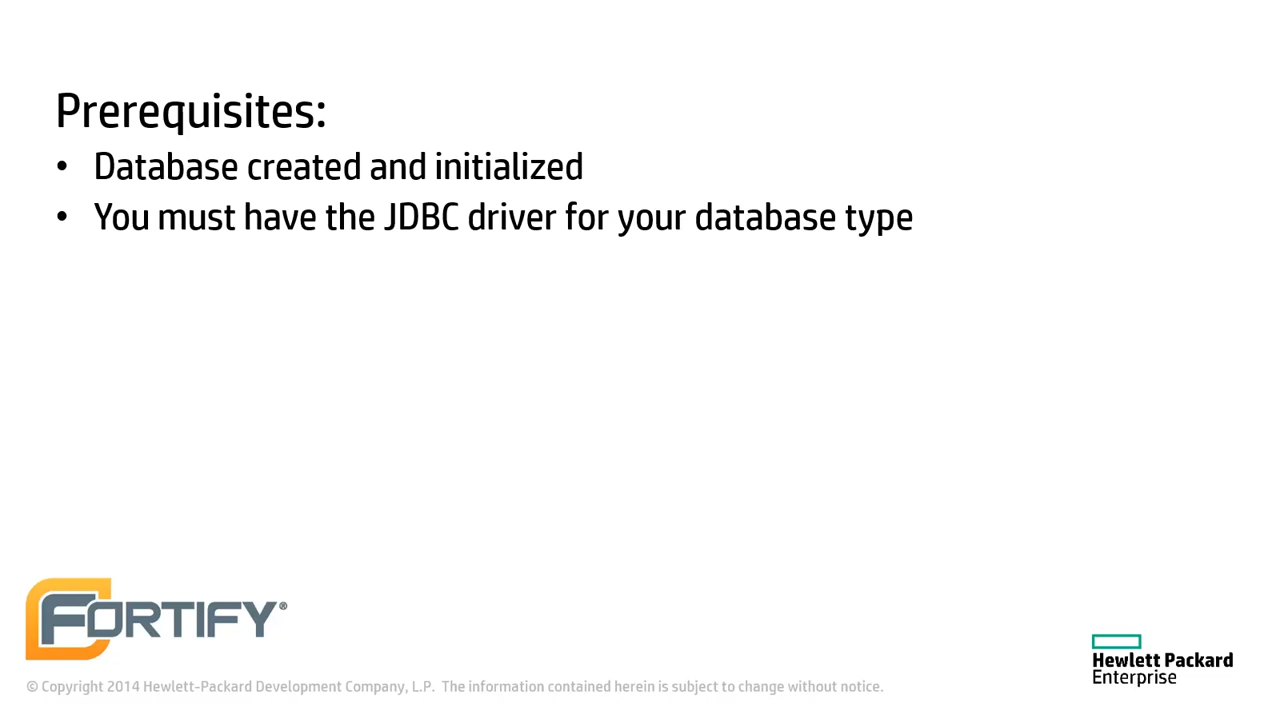 Prerequisites:
• Database created and initialized
• You must have the JDBC driver for your database type
FORTIFY®
Hewlett Packard
Enterprise
© Copyright 2014 Hewlett-Packard Development Company, L.P. The information contained herein is subject to change without notice.